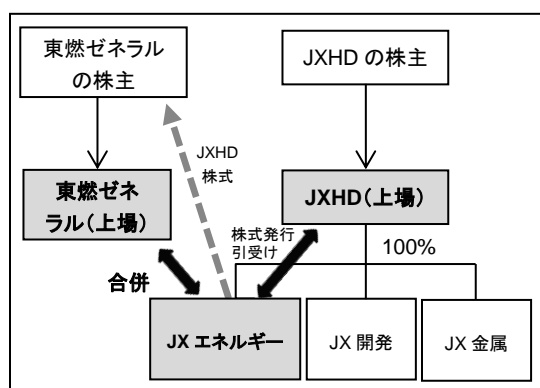 東燃ゼネラル
の株主
JXHD の株主
JXHD
株式
東燃ゼネ
ラル（上場）
JXHD（上場）
株式発行
引受け
100%
合併
JX エネルギー
JX 開発
JX 金属